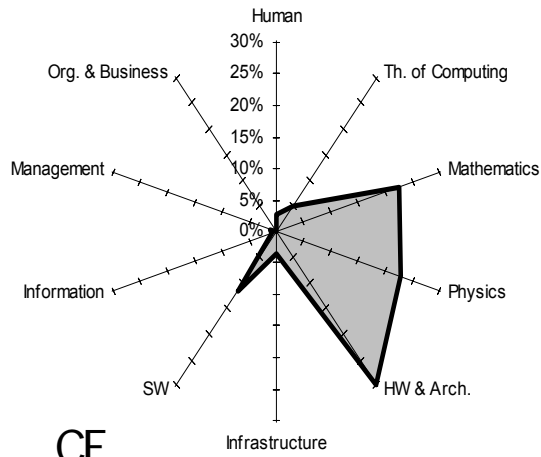 Human
30%
Org. & Business
25%
Th. of Computing
20%
15%
Management
10%
Mathematics
5%
0%
Information
Physics
SW
HW & Arch.
Infrastructure